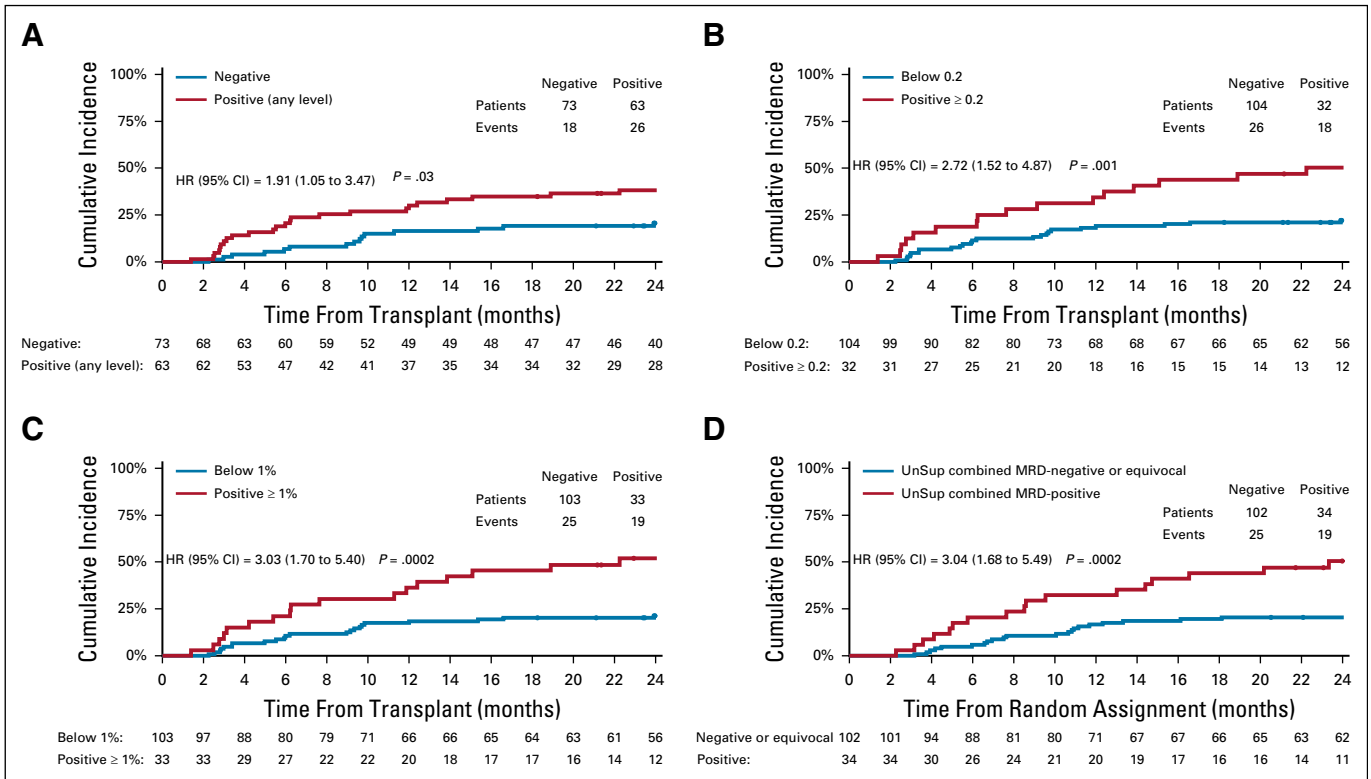 A
Cumulative Incidence
100%
75%
50%
25%
0%
Negative
Positive (any level)
Negative Positive
Patients 73 63
Events 18 26
HR (95% CI) = 1.91 (1.05 to 3.47) P = .03
0 2 4 6 8 10 12 14 16 18 20 22 24
Time From Transplant (months)
Negative: 73 68 63 60 59 52 49 49 48 47 47 46 40
Positive (any level): 63 62 53 47 42 41 37 35 34 34 32 29 28
B
Cumulative Incidence
100%
75%
50%
25%
0%
Below 0.2
Positive ≥ 0.2
Negative Positive
Patients 104 32
Events 26 18
HR (95% CI) = 2.72 (1.52 to 4.87) P = .001
0 2 4 6 8 10 12 14 16 18 20 22 24
Time From Transplant (months)
Below 0.2: 104 99 90 82 80 73 68 68 67 66 65 62 56
Positive ≥ 0.2: 32 31 27 25 21 20 18 16 15 15 14 13 12
C
Cumulative Incidence
100%
75%
50%
25%
0%
Below 1%
Positive ≥ 1%
Negative Positive
Patients 103 33
Events 25 19
HR (95% CI) = 3.03 (1.70 to 5.40) P = .0002
0 2 4 6 8 10 12 14 16 18 20 22 24
Time From Transplant (months)
Below 1%: 103 97 88 80 79 71 66 66 65 64 63 61 56
Positive ≥ 1%: 33 33 29 27 22 22 20 18 17 17 16 14 12
D
Cumulative Incidence
100%
75%
50%
25%
0%
UnSup combined MRD-negative or equivocal
UnSup combined MRD-positive
Negative Positive
Patients 102 34
Events 25 19
HR (95% CI) = 3.04 (1.68 to 5.49) P = .0002
0 2 4 6 8 10 12 14 16 18 20 22 24
Time From Random Assignment (months)
Negative or equivocal 102 101 94 88 81 80 71 67 67 66 65 63 62
Positive: 34 34 30 26 24 21 20 19 17 16 16 14 11